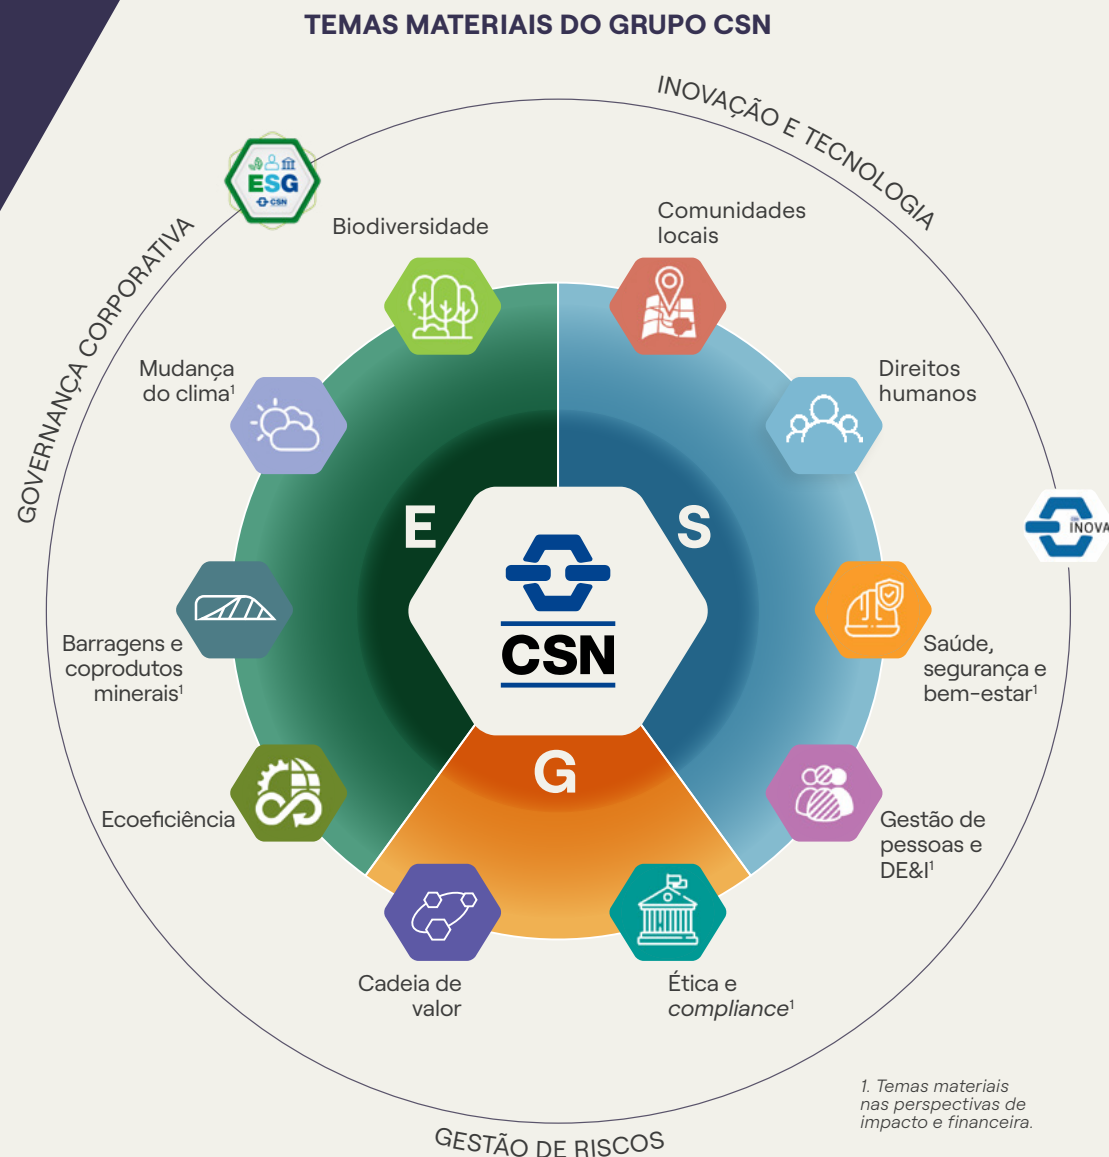 TEMAS MATERIAIS DO GRUPO CSN
INOVAÇÃO E TECNOLOGIA
GOVERNANÇA CORPORATIVA
ESG
CSN
Biodiversidade
Comunidades
locais
Mudança
do clima¹
Direitos
humanos
E
S
INOVA
CSN
Barragens e
coprodutos
minerais¹
Saúde,
segurança e
bem-estar¹
G
Ecoeficiência
Gestão de
pessoas e
DE&I¹
Cadeia de
valor
Ética e
compliance¹
1. Temas materiais
nas perspectivas de
impacto e financeira.
GESTÃO DE RISCOS